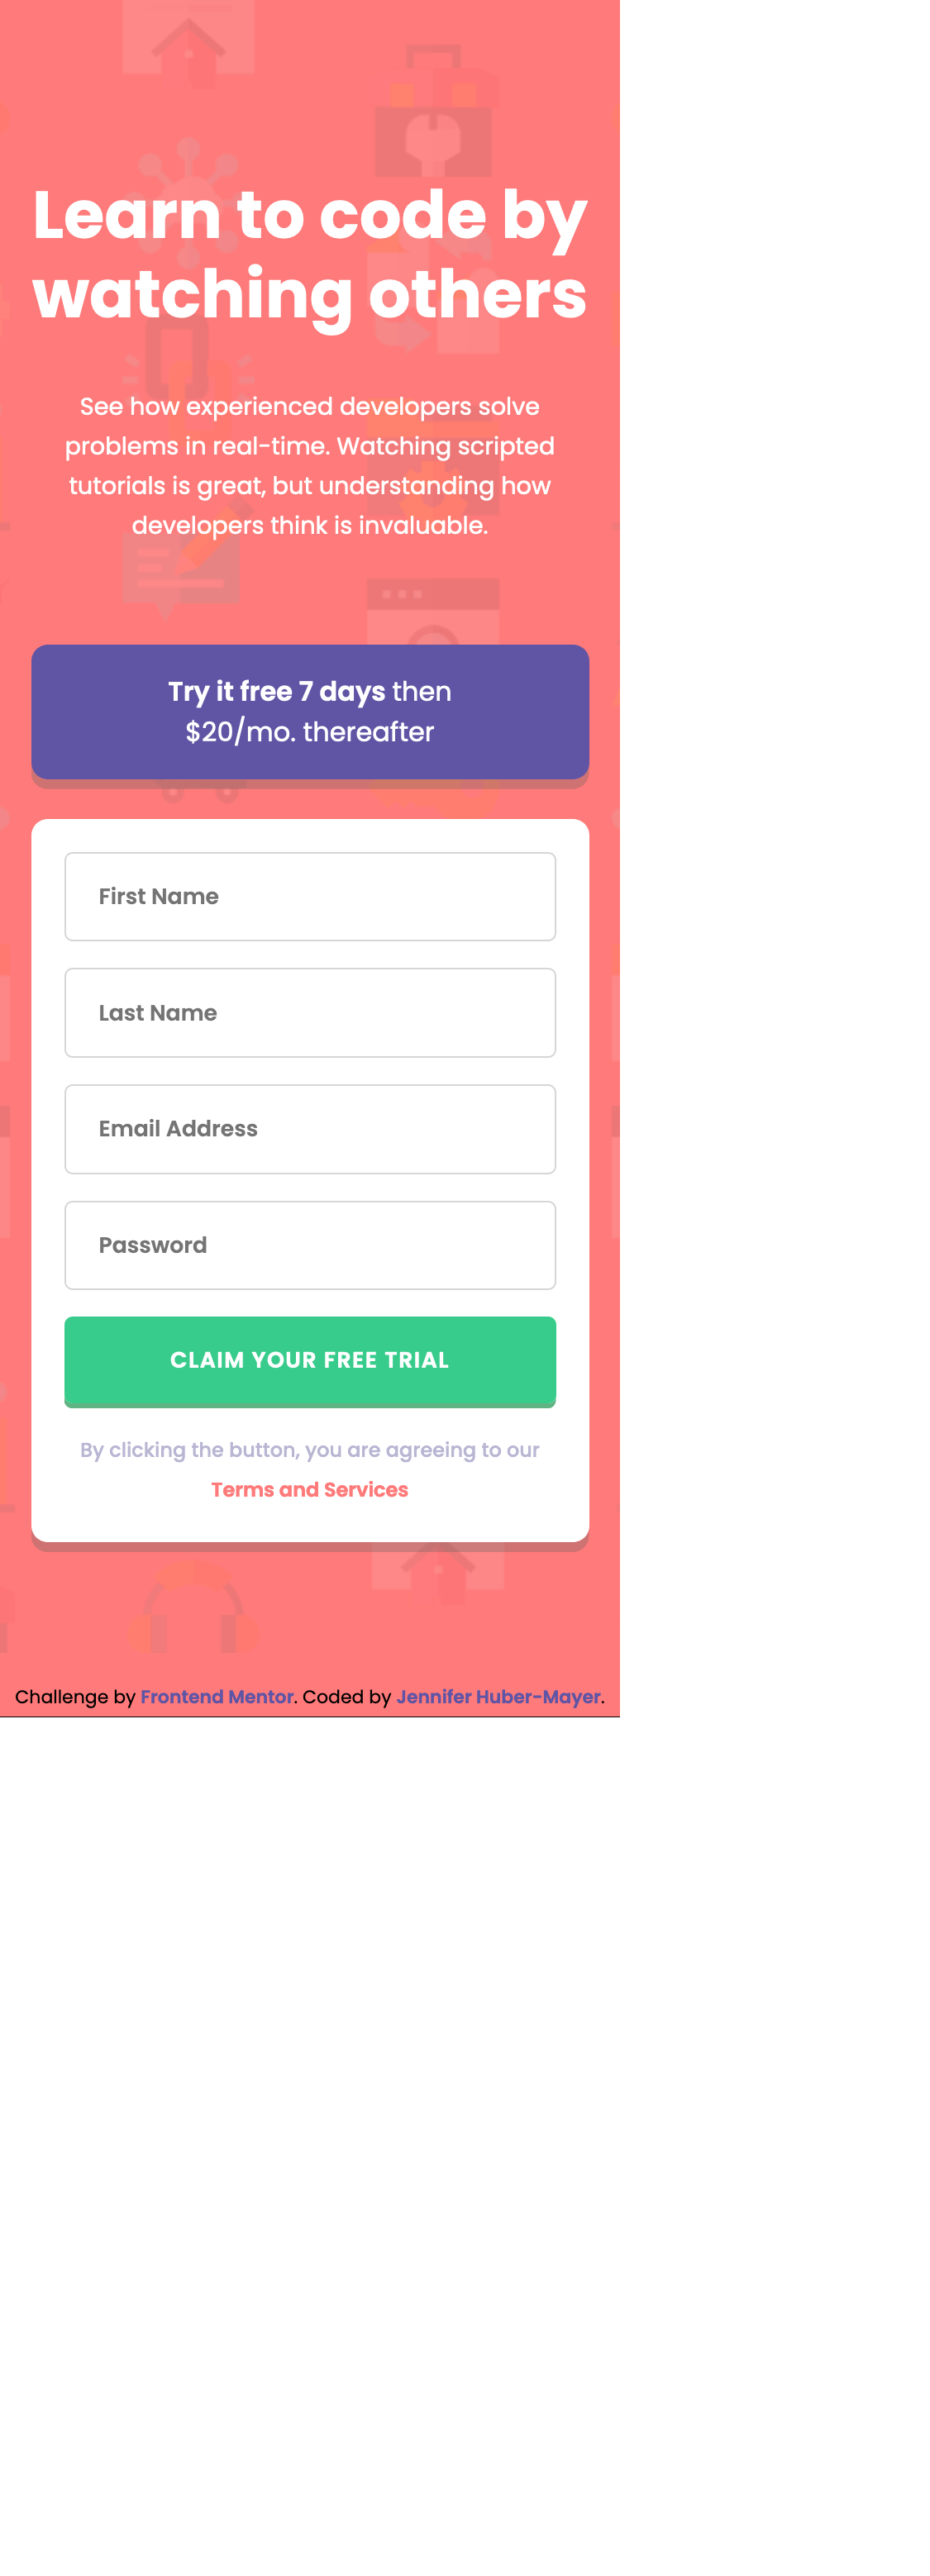 Learn to code by
watching others
See how experienced developers solve
problems in real-time. Watching scripted
tutorials is great, but understanding how
developers think is invaluable.
Try it free 7 days then
$20/mo. thereafter
First Name
Last Name
Email Address
Password
CLAIM YOUR FREE TRIAL
By clicking the button, you are agreeing to our
Terms and Services
Challenge by Frontend Mentor. Coded by Jennifer Huber-Mayer.